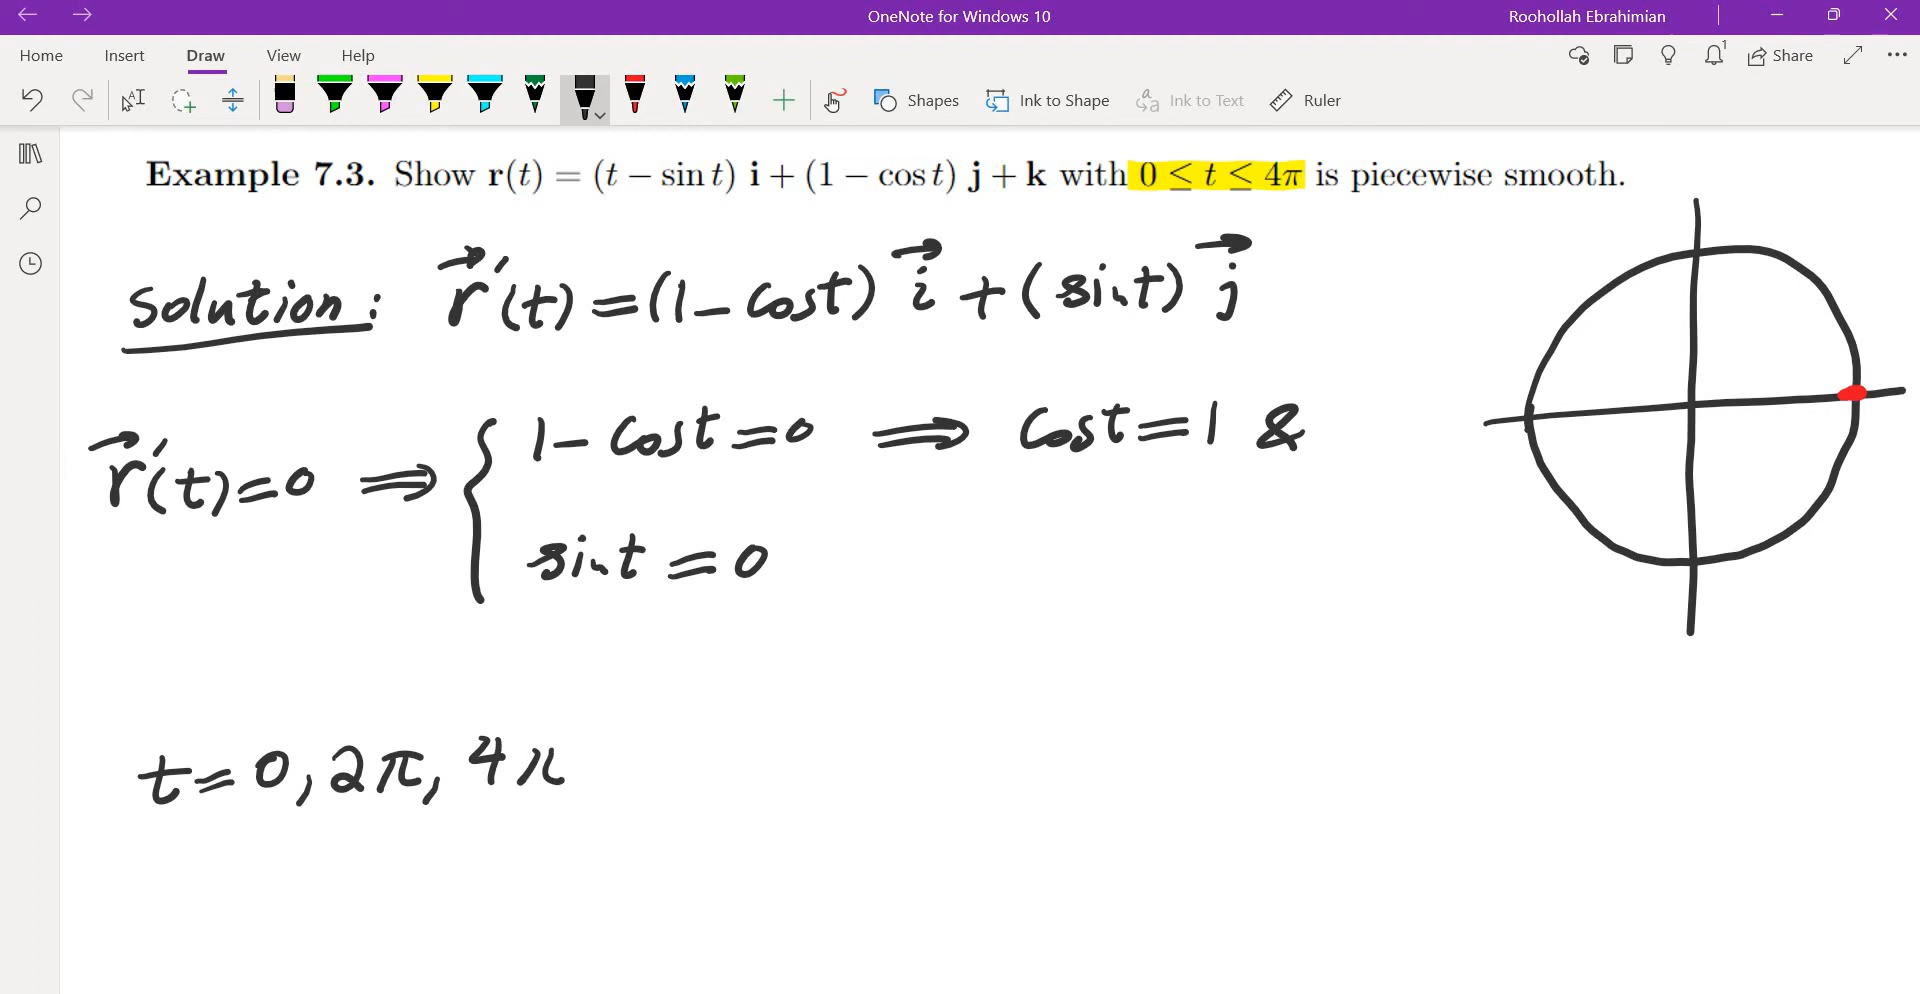 OneNote for Windows 10
Roohollah Ebrahimian
Home Insert Draw View Help
1 Share
Shapes Ink to Shape Ink to Text Ruler
Example 7.3. Show r(t) = (t − sin t) i + (1 − cos t) j + k with 0 ≤ t ≤ 4π is piecewise smooth.
Solution: r⃗'(t) = (1 − cos t) i⃗ + (sin t) j⃗
r⃗'(t) = 0 ⟹ { 1 − cos t = 0 ⟹ cos t = 1 &
sin t = 0
t = 0, 2π, 4π